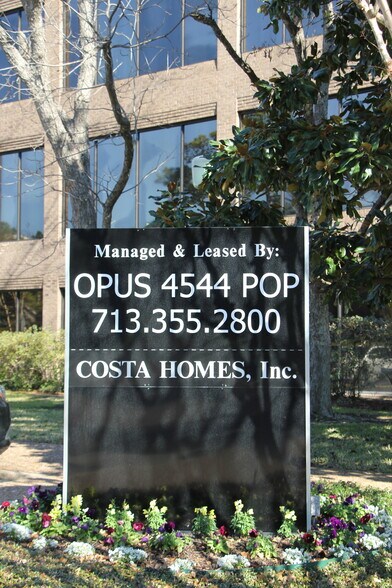 Managed & Leased By:
OPUS 4544 POP
713.355.2800
COSTA HOMES, Inc.